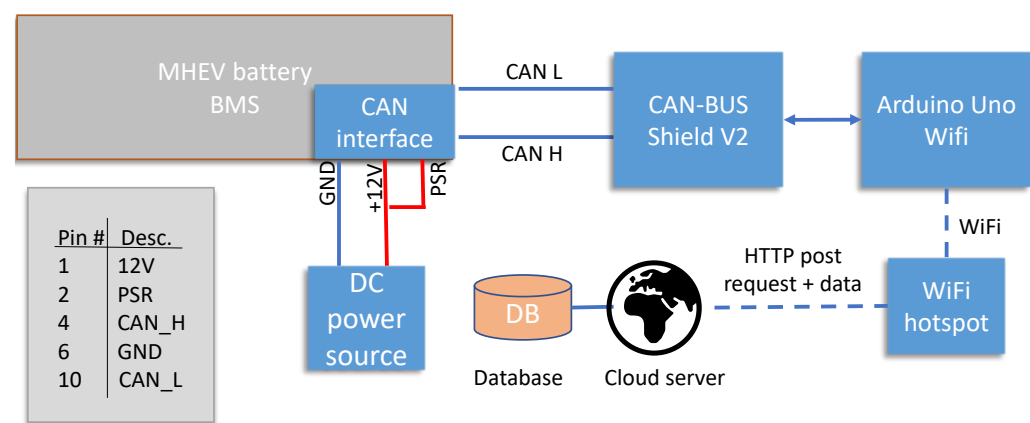 MHEV battery
BMS
CAN
interface
CAN L
CAN H
CAN-BUS
Shield V2
Arduino Uno
Wifi
GND
+12V
PSR
WiFi
Pin # Desc.
1 12V
2 PSR
4 CAN_H
6 GND
10 CAN_L
DC
power
source
DB
Database
Cloud server
HTTP post
request + data
WiFi
hotspot